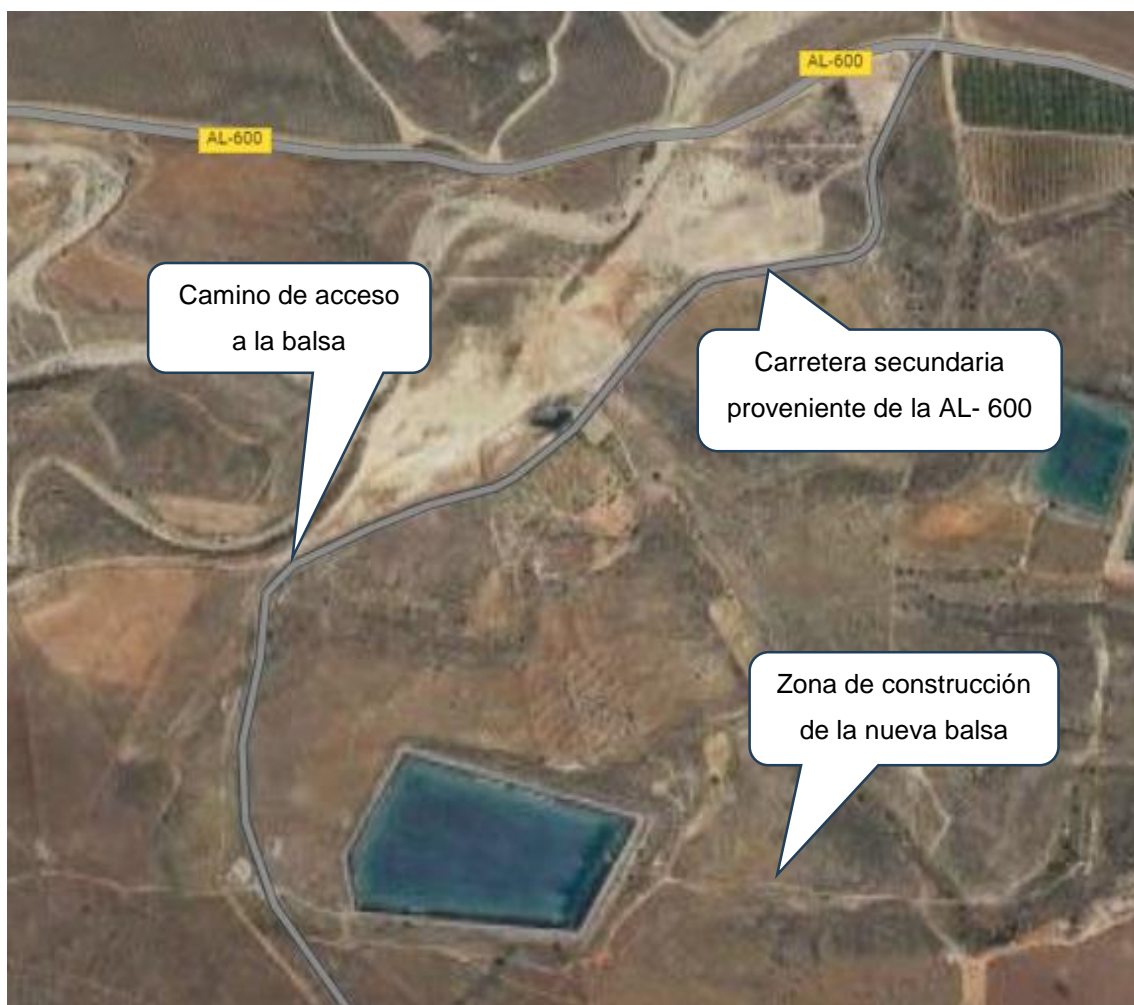 AL-600
AL-600
Camino de acceso
a la balsa
Carretera secundaria
proveniente de la AL- 600
Zona de construcción
de la nueva balsa